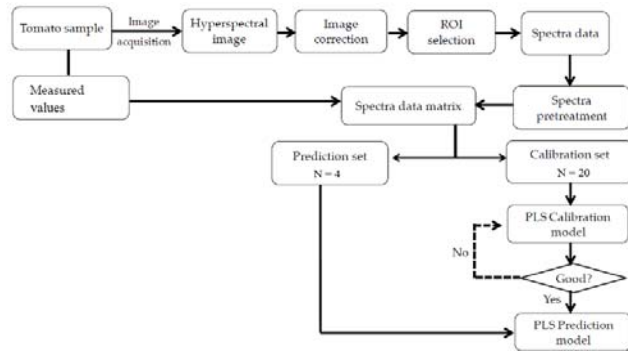 Tomato sample
Image
acquisition
Hyperspectral
image
Image
correction
ROI
selection
Spectra data
Measured
values
Spectra data matrix
Spectra
pretreatment
Prediction set
N = 4
Calibration set
N = 20
PLS Calibration
model
No
Good?
Yes
PLS Prediction
model